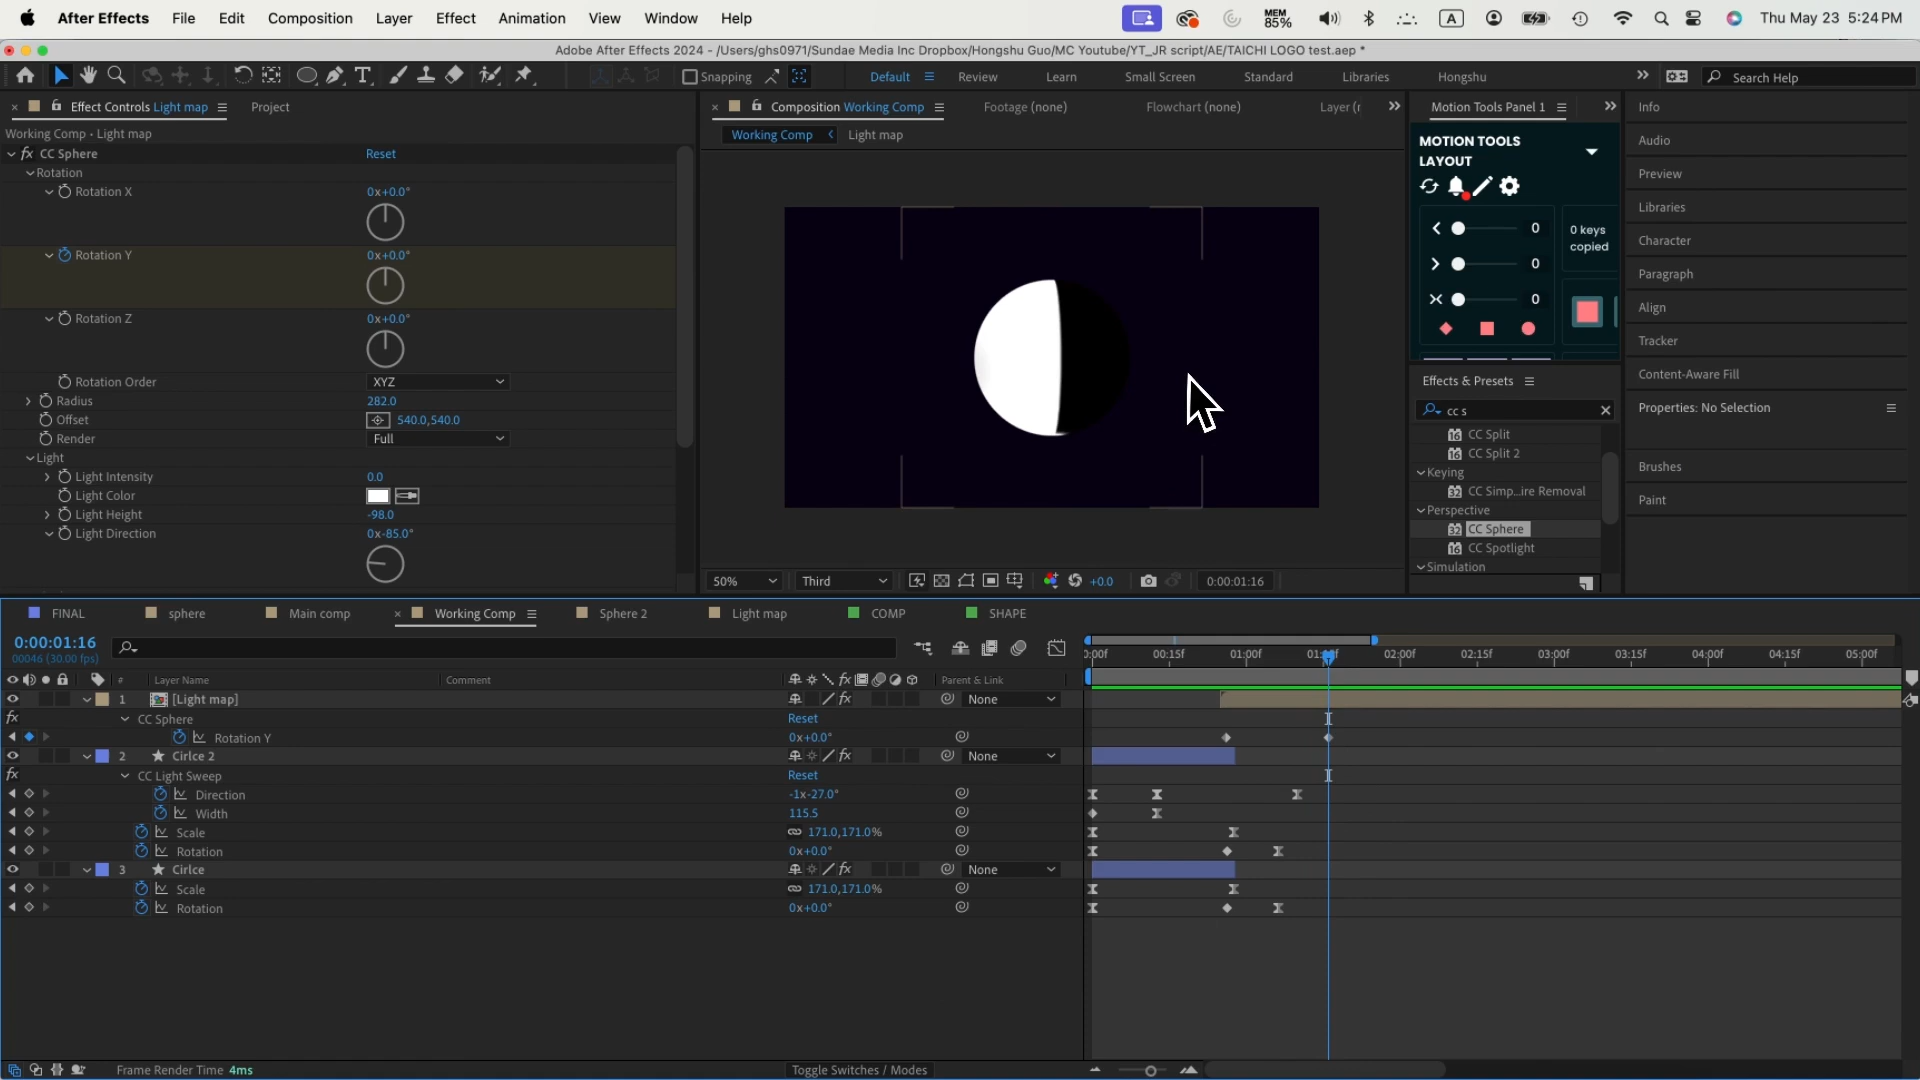 After Effects File Edit Composition Layer Effect Animation View Window Help MEM 85% A Thu May 23 5:24 PM
Adobe After Effects 2024 - /Users/ghs0971/Sundae Media Inc Dropbox/Hongshu Guo/MC Youtube/YT_JR script/AE/TAICHI LOGO test.aep *
Snapping Default Review Learn Small Screen Standard Libraries Hongshu Search Help
Effect Controls Light map Project
Working Comp • Light map
fx CC Sphere Reset
Rotation
Rotation X 0x+0.0°
Rotation Y 0x+0.0°
Rotation Z 0x+0.0°
Rotation Order XYZ
Radius 282.0
Offset 540.0,540.0
Render Full
Light
Light Intensity 0.0
Light Color
Light Height -98.0
Light Direction 0x-85.0°
Composition Working Comp Footage (none) Flowchart (none) Layer (r
Working Comp Light map
50% Third +0.0 0:00:01:16
Motion Tools Panel 1
MOTION TOOLS
LAYOUT
0
0
0
0 keys
copied
Effects & Presets
cc s
CC Split
CC Split 2
Keying
CC Simp...ire Removal
Perspective
CC Sphere
CC Spotlight
Simulation
Info
Audio
Preview
Libraries
Character
Paragraph
Align
Tracker
Content-Aware Fill
Properties: No Selection
Brushes
Paint
FINAL sphere Main comp Working Comp Sphere 2 Light map COMP SHAPE
0:00:01:16
00046 (30.00 fps)
:00f 00:15f 01:00f 02:00f 02:15f 03:00f 03:15f 04:00f 04:15f 05:00f
# Layer Name Comment fx Parent & Link
1 [Light map] fx None
fx CC Sphere Reset
Rotation Y 0x+0.0°
2 Cirlce 2 fx None
fx CC Light Sweep Reset
Direction -1x-27.0°
Width 115.5
Scale 171.0,171.0%
Rotation 0x+0.0°
3 Cirlce fx None
Scale 171.0,171.0%
Rotation 0x+0.0°
Frame Render Time 4ms Toggle Switches / Modes